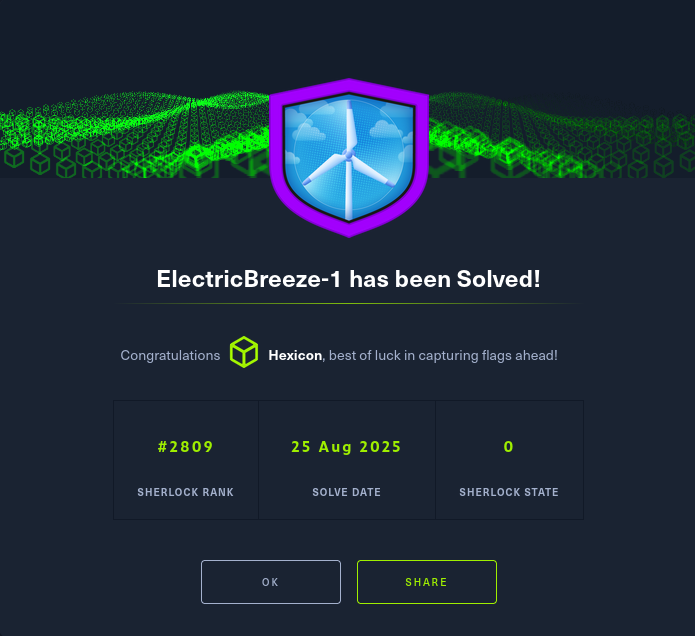 ElectricBreeze-1 has been Solved!
Congratulations Hexicon, best of luck in capturing flags ahead!
#2809 25 Aug 2025 0
SHERLOCK RANK SOLVE DATE SHERLOCK STATE
OK SHARE